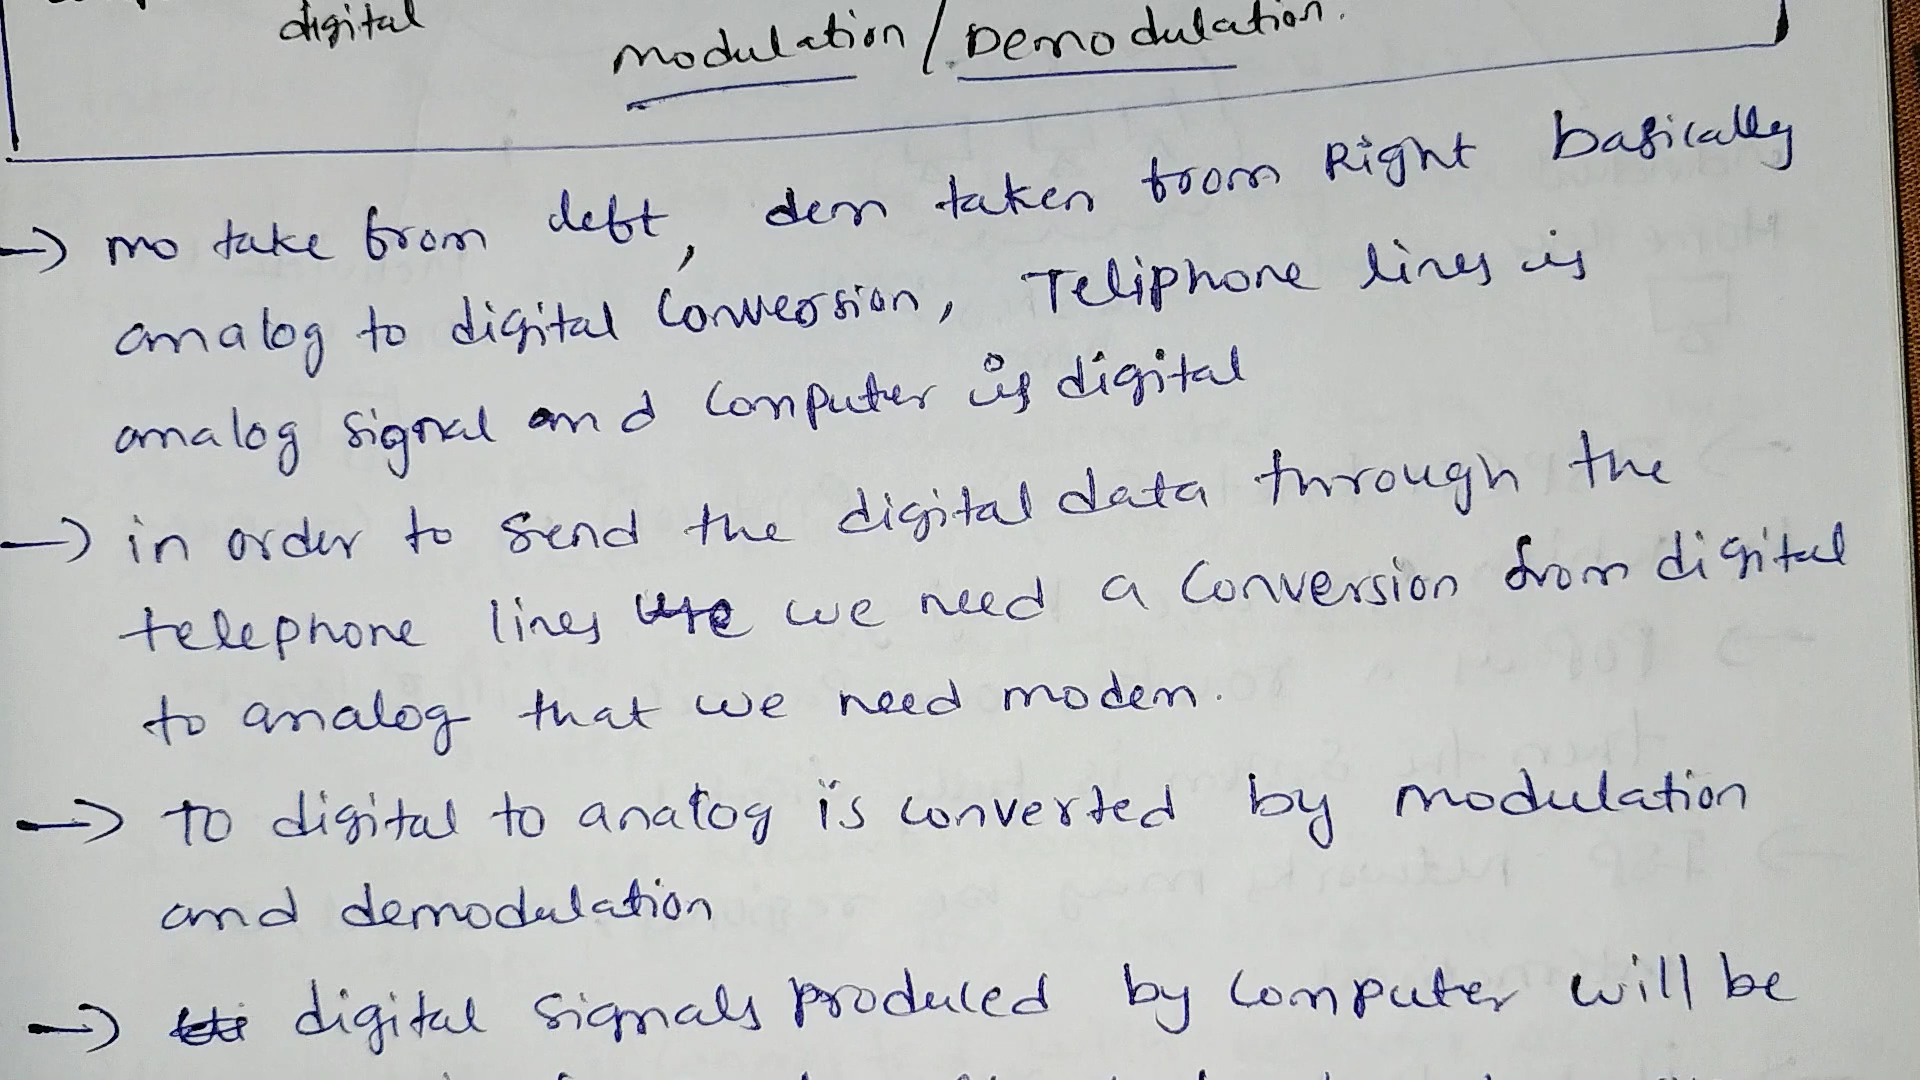 digital
modulation / Demodulation.
→ mo take from left, dem taken from Right basically
analog to digital Conversion, Teliphone lines is
analog signal and Computer is digital
→ in order to send the digital data through the
telephone lines we need a Conversion from digital
to analog that we need modem.
→ to digital to analog is converted by modulation
and demodulation
→ digital signals produced by Computer will be